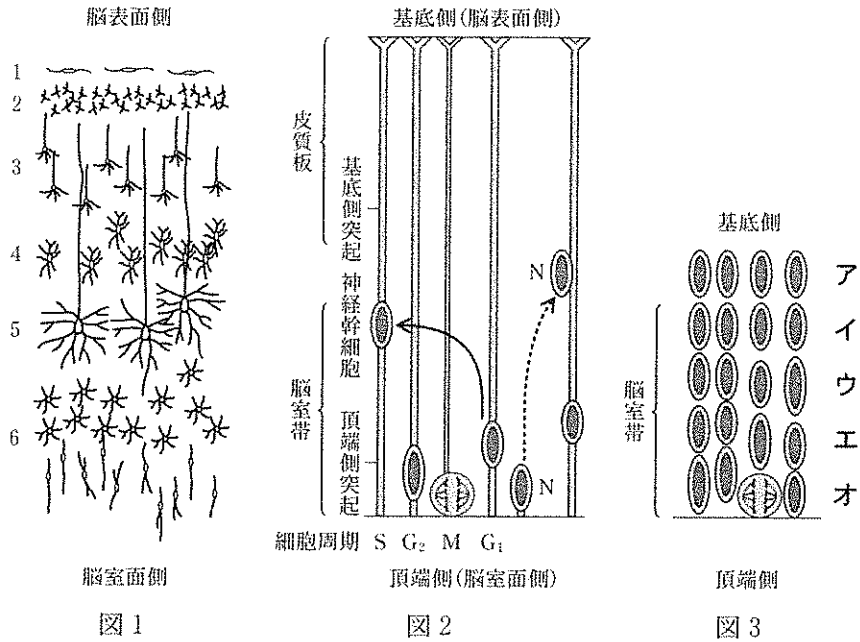 脳表面側
1
2
3
4
5
6
脳室面側
図1
基底側(脳表面側)
皮質板
基底側突起
神経幹細胞
脳室帯
頂端側突起
N
N
細胞周期 S G₂ M G₁
頂端側(脳室面側)
図2
基底側
脳室帯
ア
イ
ウ
エ
オ
頂端側
図3